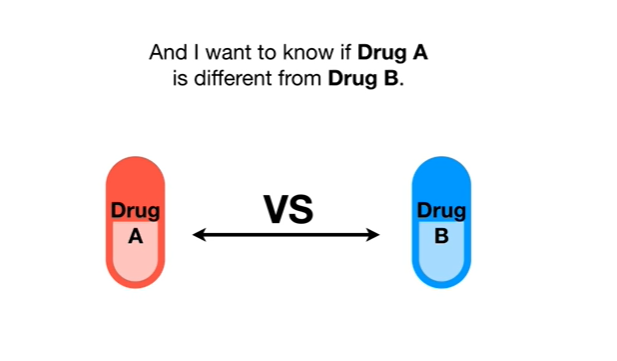 And I want to know if Drug A
is different from Drug B.
VS
Drug
A
Drug
B